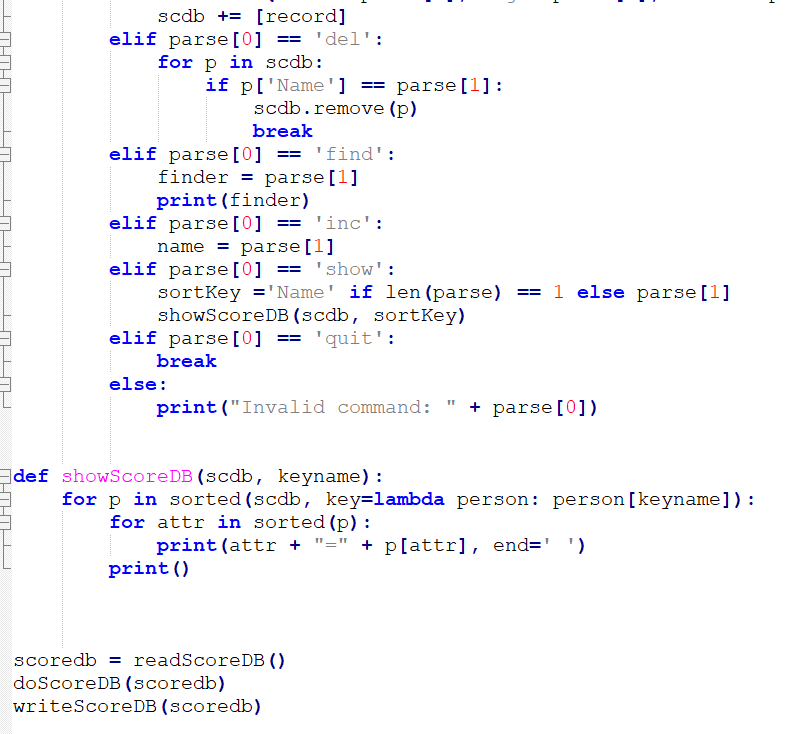 scdb += [record]
elif parse[0] == 'del':
for p in scdb:
if p['Name'] == parse[1]:
scdb.remove(p)
break
elif parse[0] == 'find':
finder = parse[1]
print(finder)
elif parse[0] == 'inc':
name = parse[1]
elif parse[0] == 'show':
sortKey ='Name' if len(parse) == 1 else parse[1]
showScoreDB(scdb, sortKey)
elif parse[0] == 'quit':
break
else:
print("Invalid command: " + parse[0])
def showScoreDB(scdb, keyname):
for p in sorted(scdb, key=lambda person: person[keyname]):
for attr in sorted(p):
print(attr + "=" + p[attr], end=' ')
print()
scoredb = readScoreDB()
doScoreDB(scoredb)
writeScoreDB(scoredb)